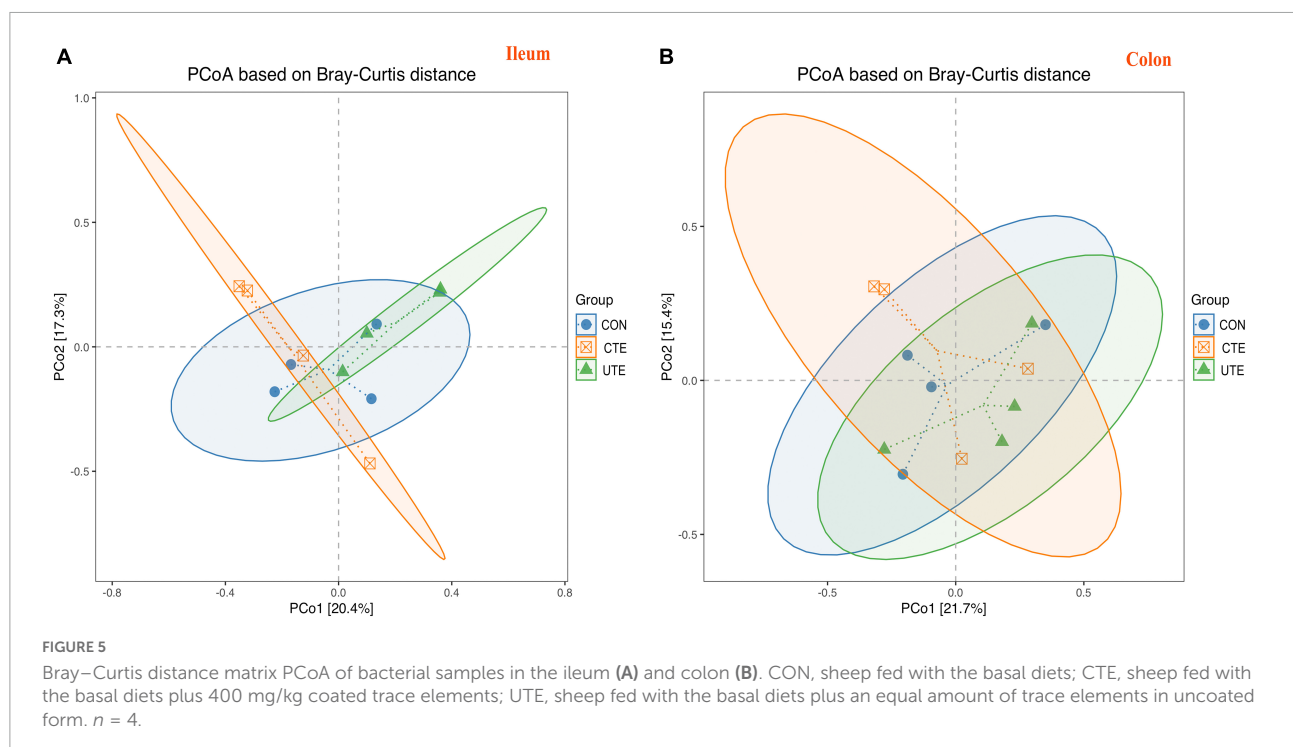 A
Ileum
PCoA based on Bray-Curtis distance
1.0
0.5
0.0
-0.5
PCo2 [17.3%]
-0.8
-0.4
0.0
0.4
0.8
PCo1 [20.4%]
Group
CON
CTE
UTE
B
Colon
PCoA based on Bray-Curtis distance
0.5
0.0
-0.5
PCo2 [15.4%]
-0.5
0.0
0.5
PCo1 [21.7%]
Group
CON
CTE
UTE
FIGURE 5
Bray–Curtis distance matrix PCoA of bacterial samples in the ileum (A) and colon (B). CON, sheep fed with the basal diets; CTE, sheep fed with
the basal diets plus 400 mg/kg coated trace elements; UTE, sheep fed with the basal diets plus an equal amount of trace elements in uncoated
form. n = 4.